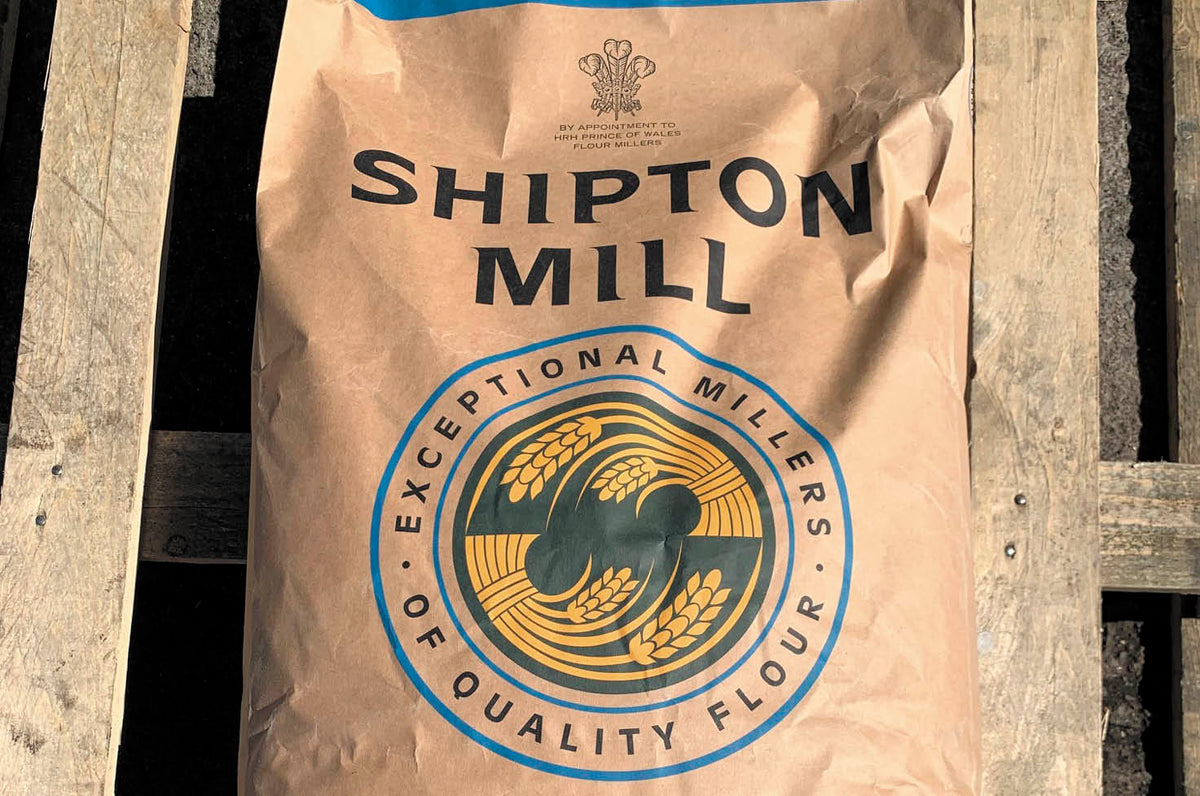 BY APPOINTMENT TO
HRH PRINCE OF WALES
FLOUR MILLERS
SHIPTON
MILL
EXCEPTIONAL MILLERS
· OF QUALITY FLOUR ·